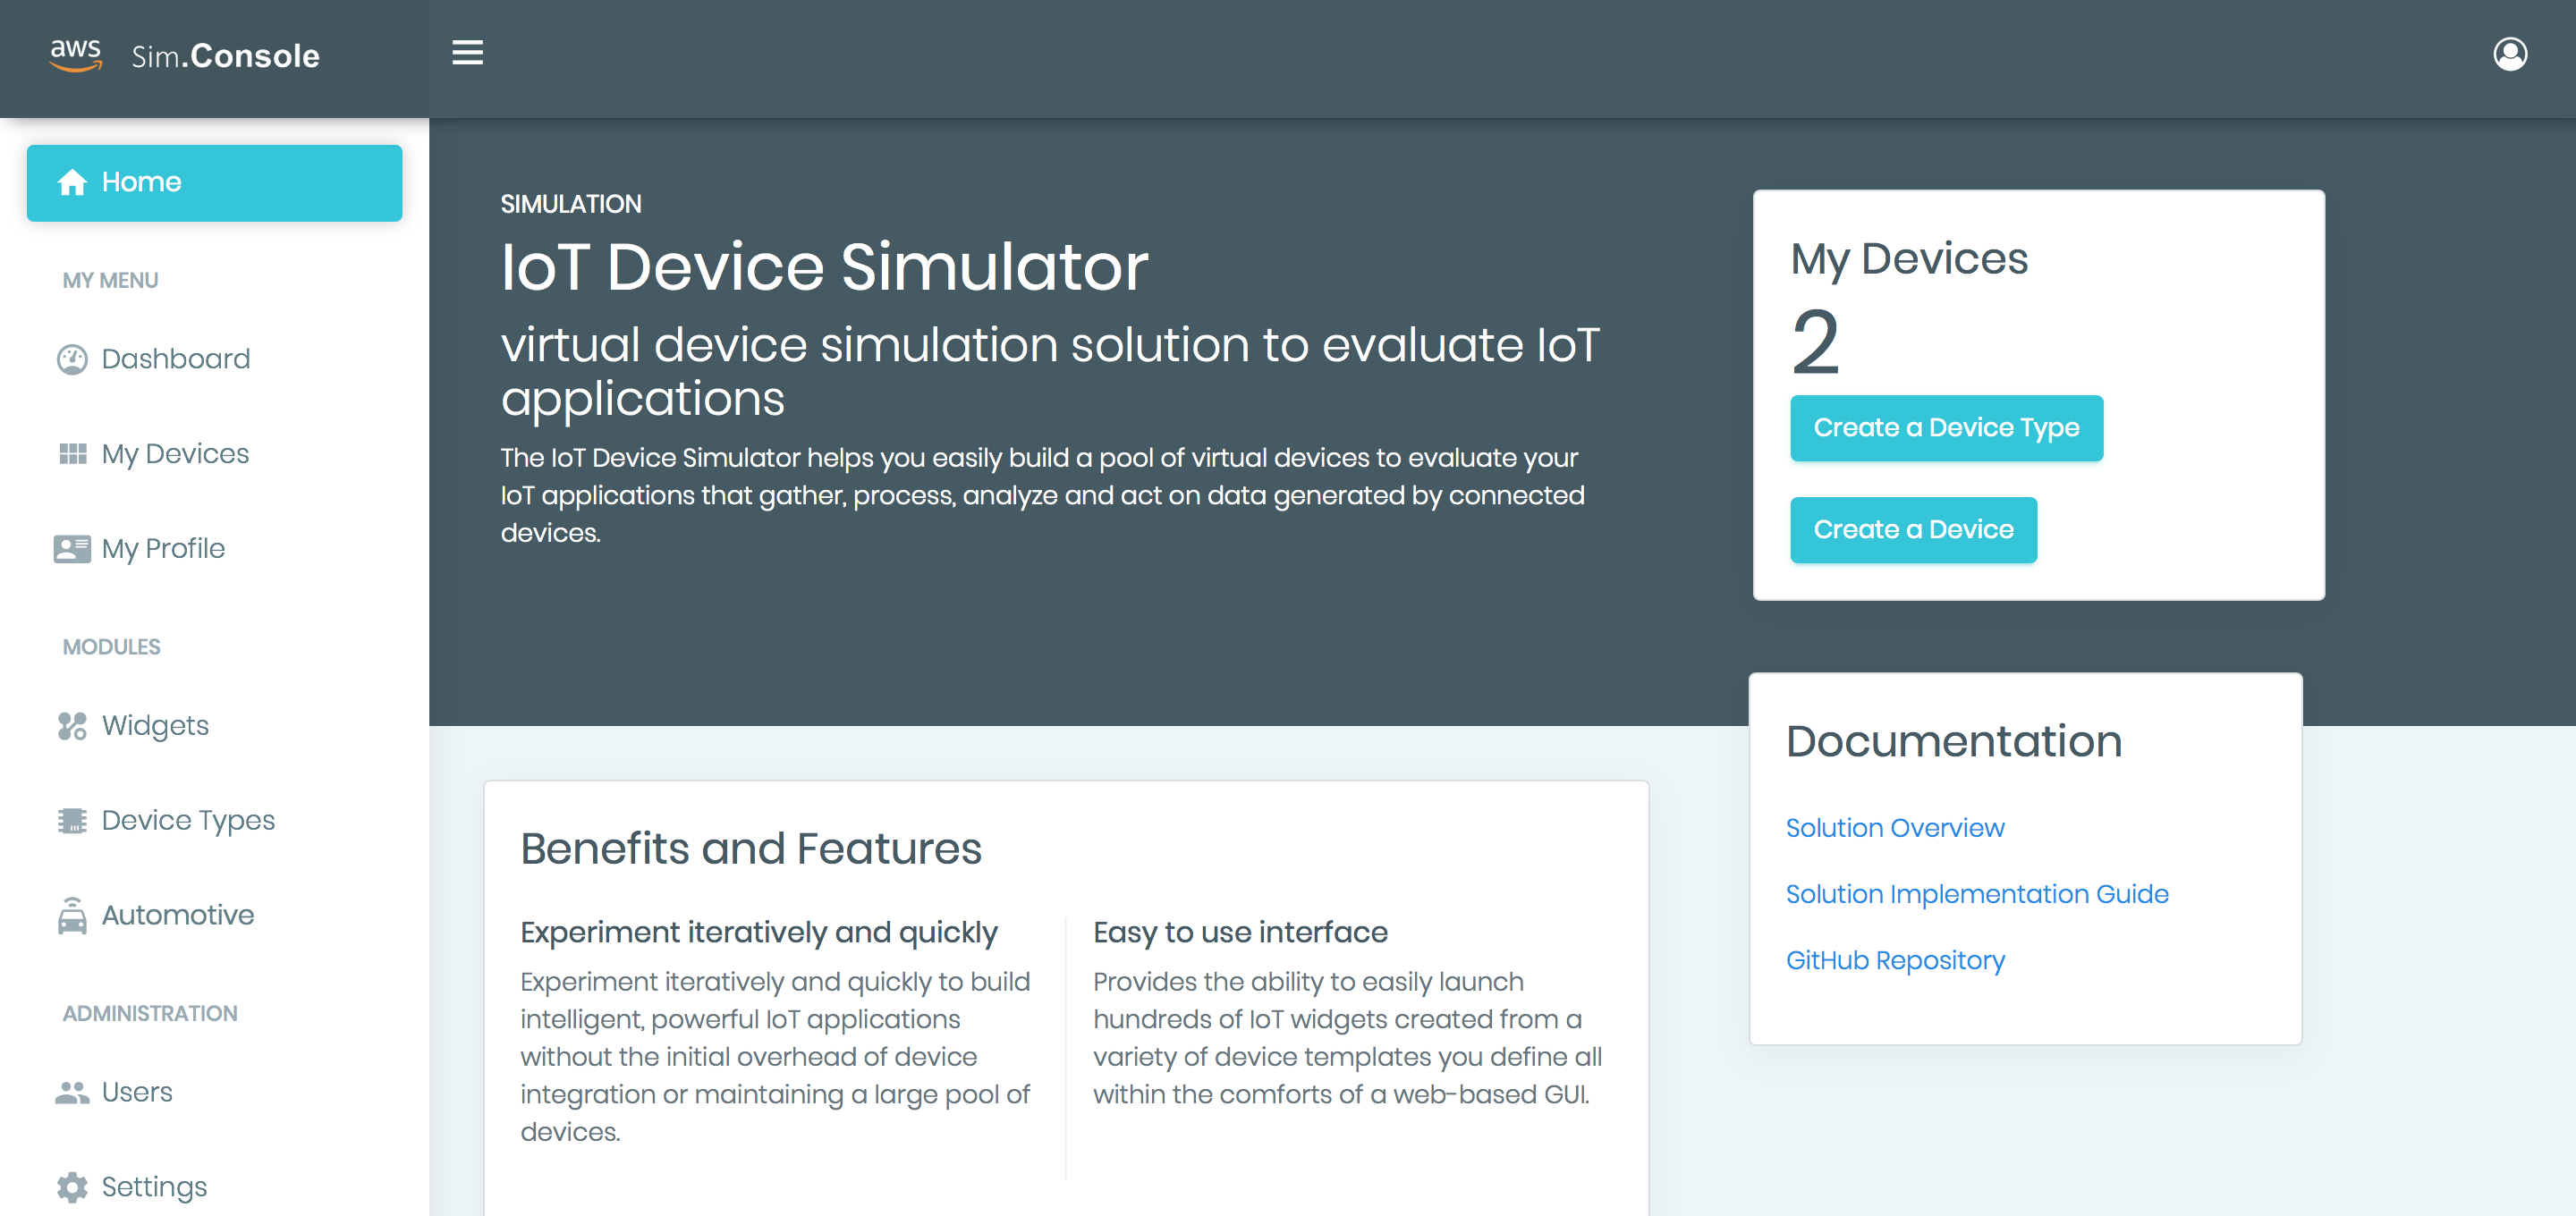 aws Sim.Console
Home
MY MENU
Dashboard
My Devices
My Profile
MODULES
Widgets
Device Types
Automotive
ADMINISTRATION
Users
Settings
SIMULATION
IoT Device Simulator
virtual device simulation solution to evaluate IoT
applications
The IoT Device Simulator helps you easily build a pool of virtual devices to evaluate your
IoT applications that gather, process, analyze and act on data generated by connected
devices.
My Devices
2
Create a Device Type
Create a Device
Documentation
Solution Overview
Solution Implementation Guide
GitHub Repository
Benefits and Features
Experiment iteratively and quickly
Experiment iteratively and quickly to build
intelligent, powerful IoT applications
without the initial overhead of device
integration or maintaining a large pool of
devices.
Easy to use interface
Provides the ability to easily launch
hundreds of IoT widgets created from a
variety of device templates you define all
within the comforts of a web-based GUI.